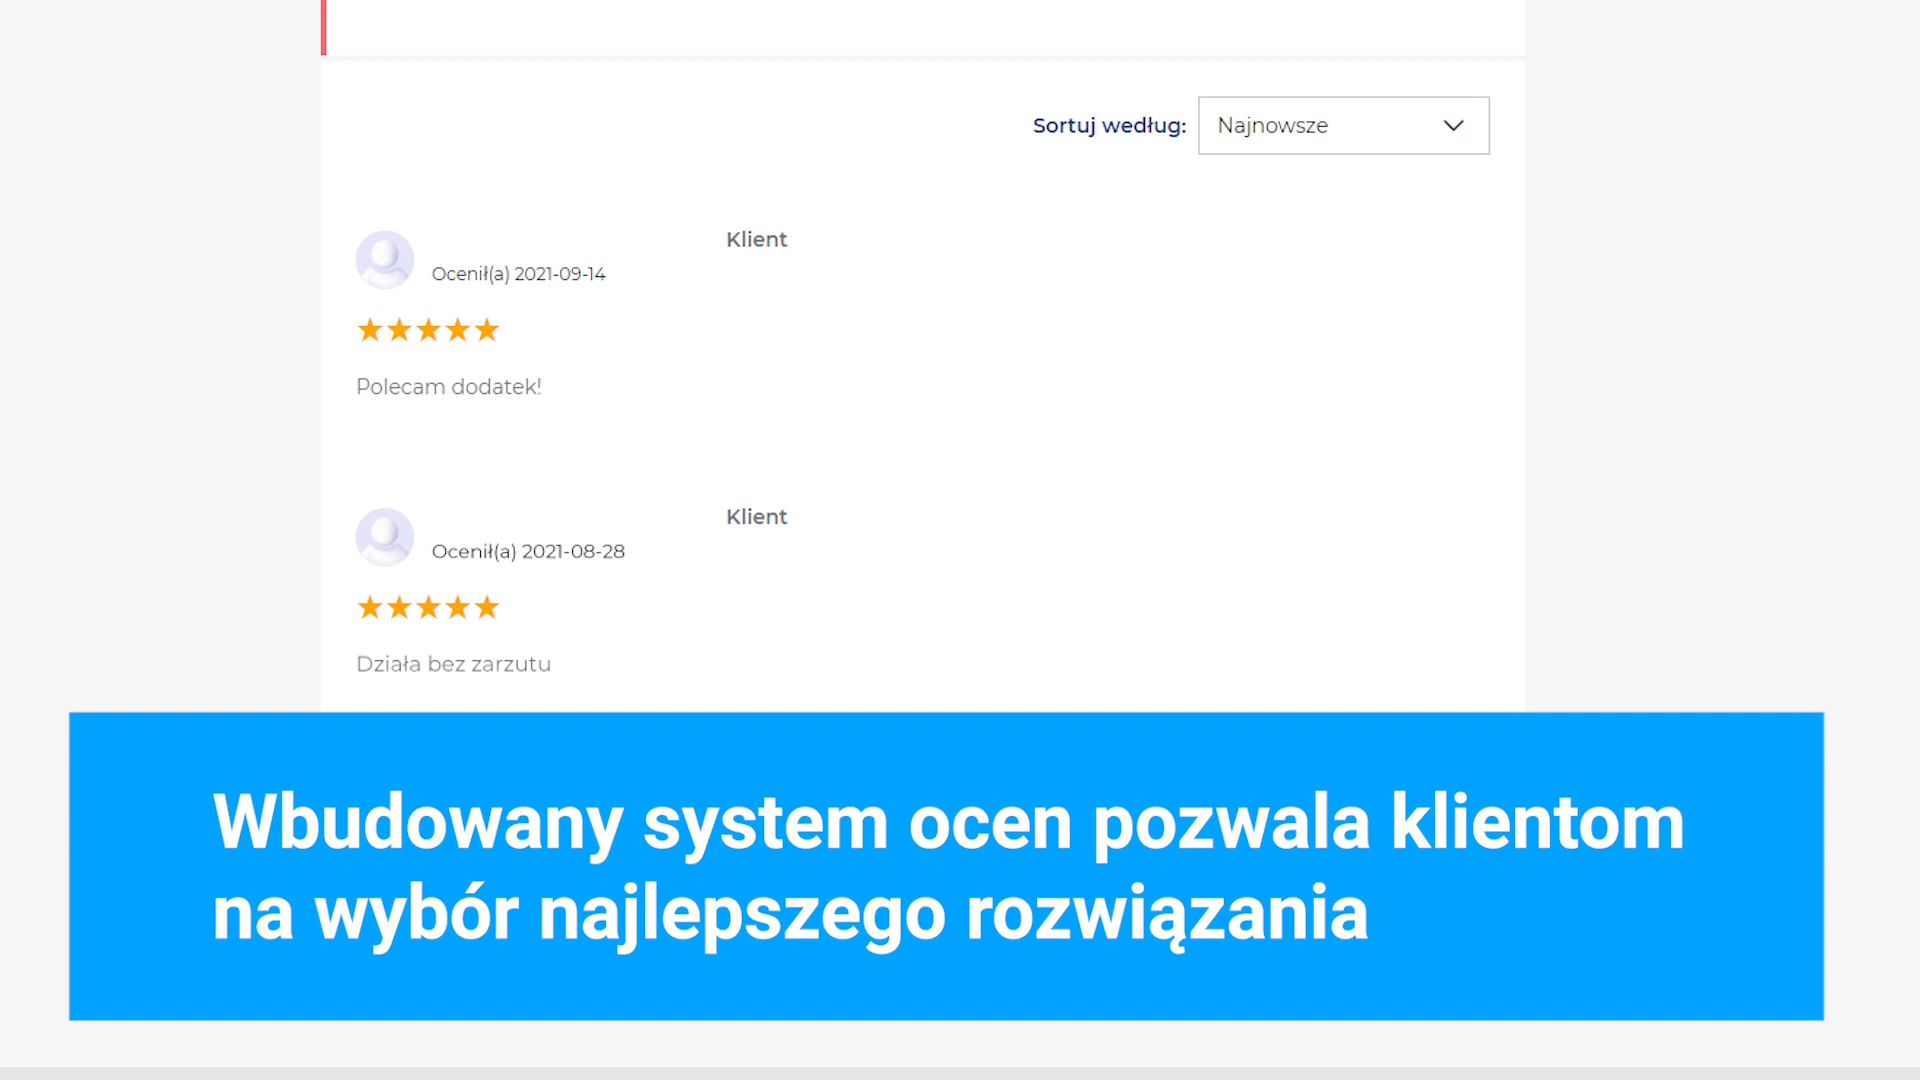 Sortuj według: Najnowsze
Klient
Ocenił(a) 2021-09-14
Polecam dodatek!
Klient
Ocenił(a) 2021-08-28
Działa bez zarzutu
Wbudowany system ocen pozwala klientom
na wybór najlepszego rozwiązania